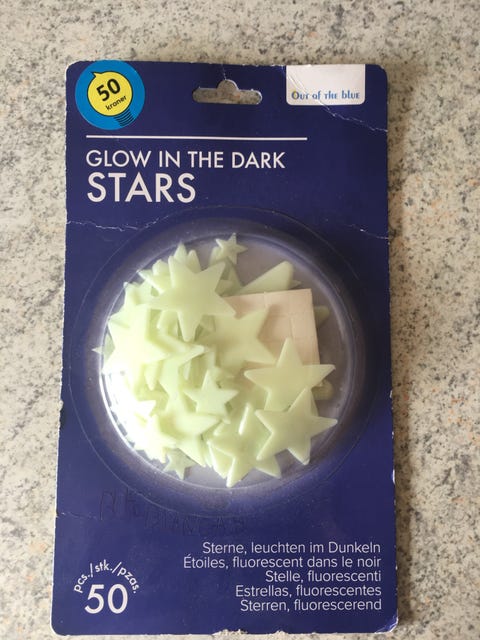 50
kroner
Out of the blue
GLOW IN THE DARK
STARS
Sterne, leuchten im Dunkeln
Étoiles, fluorescent dans le noir
Stelle, fluorescenti
Estrellas, fluorescentes
Sterren, fluorescerend
pcs./stk./pzas.
50